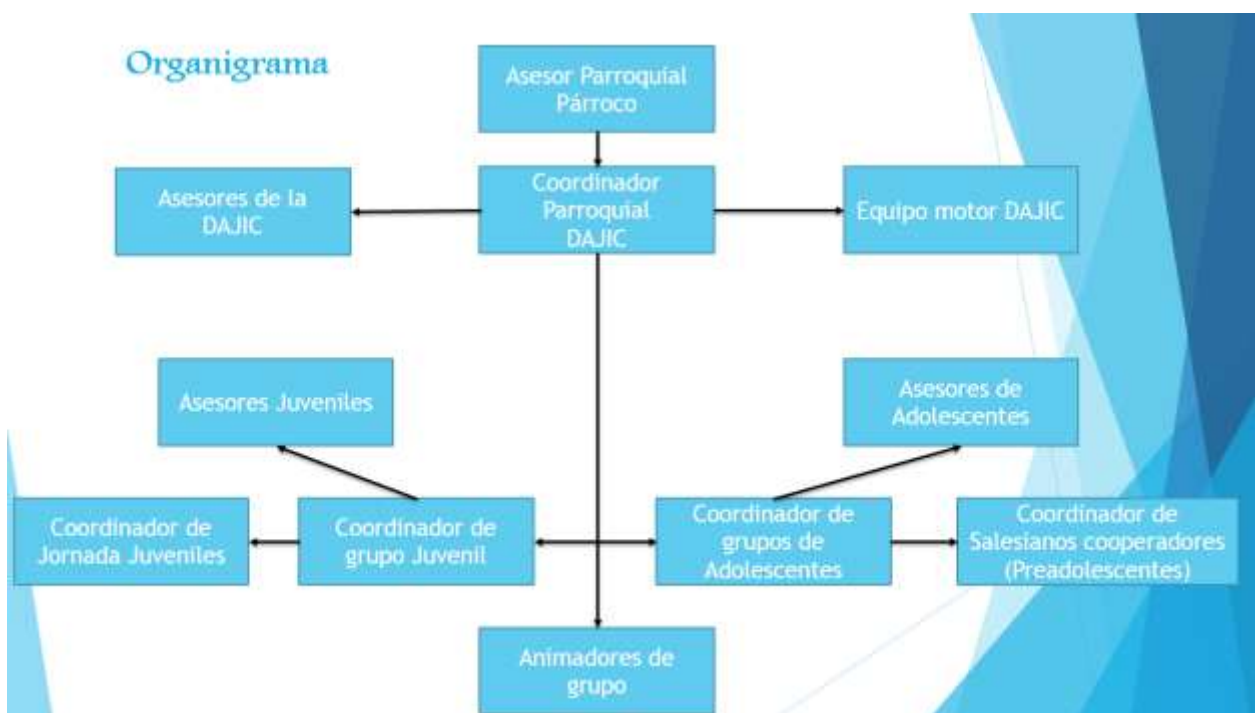 Organigrama
Asesor Parroquial
Párroco
Asesores de la
DAJIC
Coordinador
Parroquial
DAJIC
Equipo motor DAJIC
Asesores Juveniles
Asesores de
Adolescentes
Coordinador de
Jornada Juveniles
Coordinador de
grupo Juvenil
Coordinador de
grupos de
Adolescentes
Coordinador de
Salesianos cooperadores
(Preadolescentes)
Animadores de
grupo